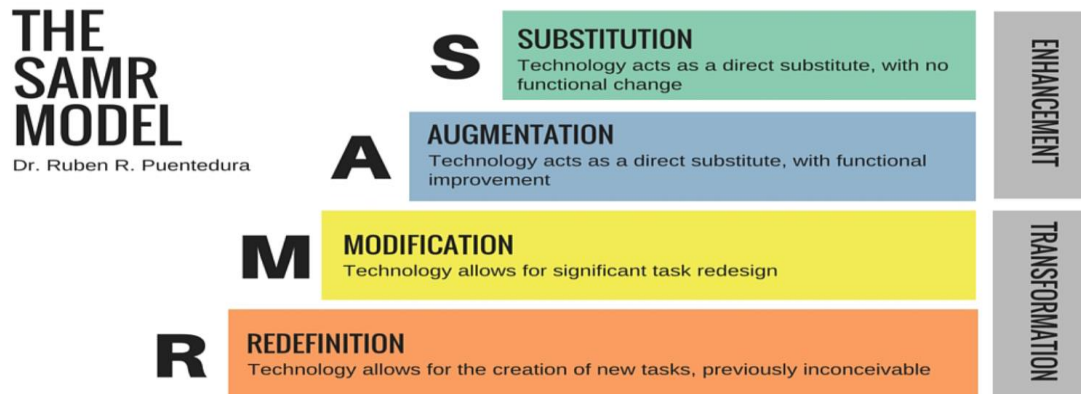 THE
SAMR
MODEL
Dr. Ruben R. Puentedura
S
SUBSTITUTION
Technology acts as a direct substitute, with no
functional change
A
AUGMENTATION
Technology acts as a direct substitute, with functional
improvement
ENHANCEMENT
M
MODIFICATION
Technology allows for significant task redesign
R
REDEFINITION
Technology allows for the creation of new tasks, previously inconceivable
TRANSFORMATION